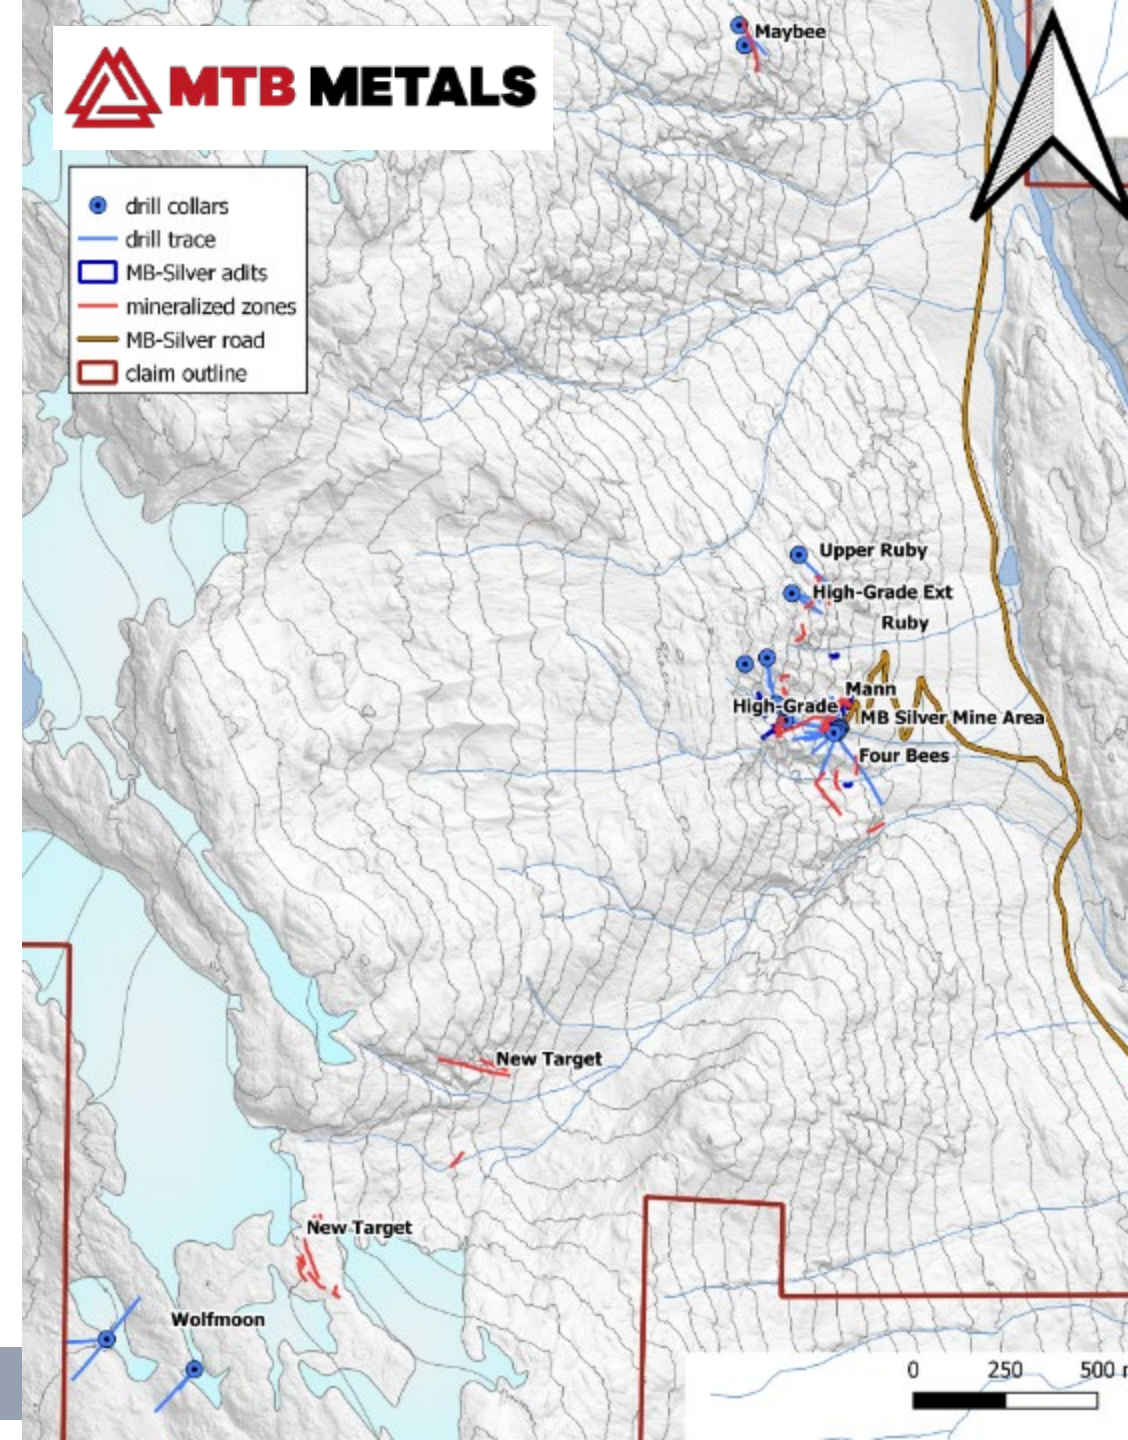 Maybee
MTB METALS
drill collars
drill trace
MB-Silver adits
mineralized zones
MB-Silver road
claim outline
Upper Ruby
High-Grade Ext
Ruby
Mann
High-Grade
MB Silver Mine Area
Four Bees
New Target
New Target
Wolfmoon
0 250 500